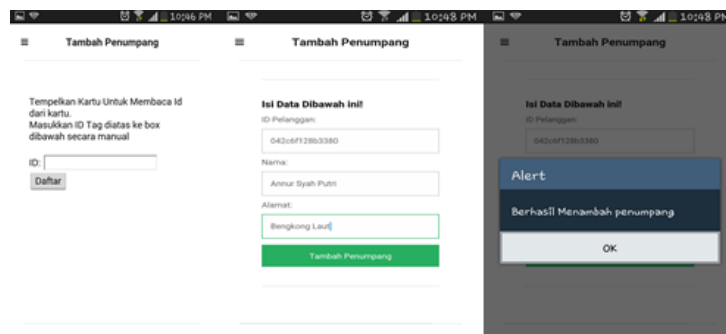 10:46 PM
Tambah Penumpang
Tempelkan Kartu Untuk Membaca Id
dari kartu.
Masukkan ID Tag diatas ke box
dibawah secara manual
ID:
Daftar
10:48 PM
Tambah Penumpang
Isi Data Dibawah ini!
ID Pelanggan:
042c6f128b3380
Nama:
Annur Syah Putri
Alamat:
Bengkong Laut
Tambah Penumpang
10:48 PM
Tambah Penumpang
Isi Data Dibawah ini!
ID Pelanggan:
042c6f128b3380
Alert
Berhasil Menambah penumpang
OK